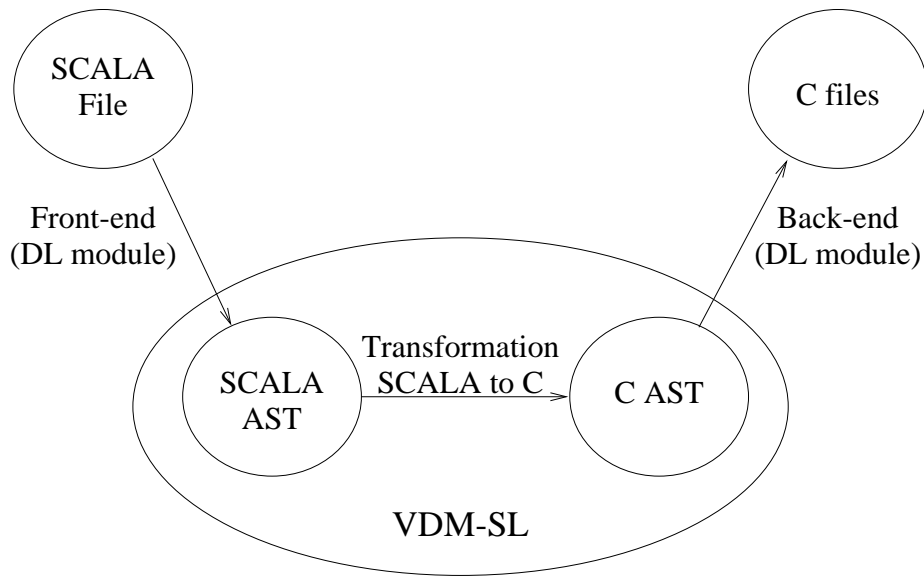 SCALA
File
C files
Front-end
(DL module)
Back-end
(DL module)
Transformation
SCALA to C
SCALA
AST
C AST
VDM-SL